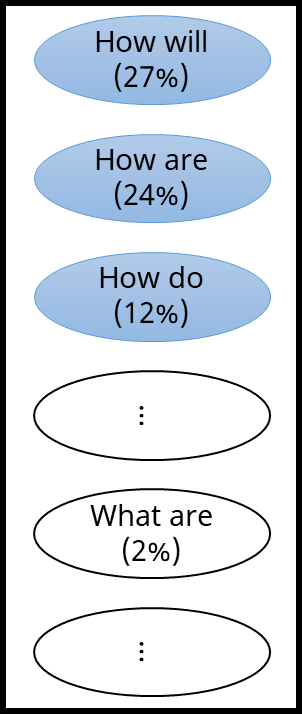 How will
(27%)
How are
(24%)
How do
(12%)
⋮
What are
(2%)
⋮